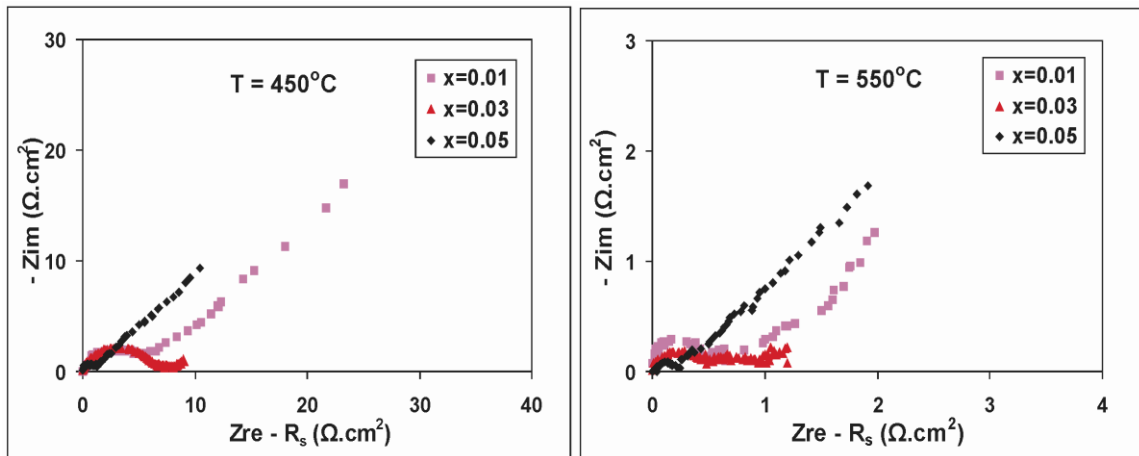 -30
-20
-10
0
- Zim (Ω.cm²)
T = 450°C
x=0.01
x=0.03
x=0.05
0 10 20 30 40
Zre - Rₛ (Ω.cm²)
3
2
1
0
- Zim (Ω.cm²)
T = 550°C
x=0.01
x=0.03
x=0.05
0 1 2 3 4
Zre - Rₛ (Ω.cm²)